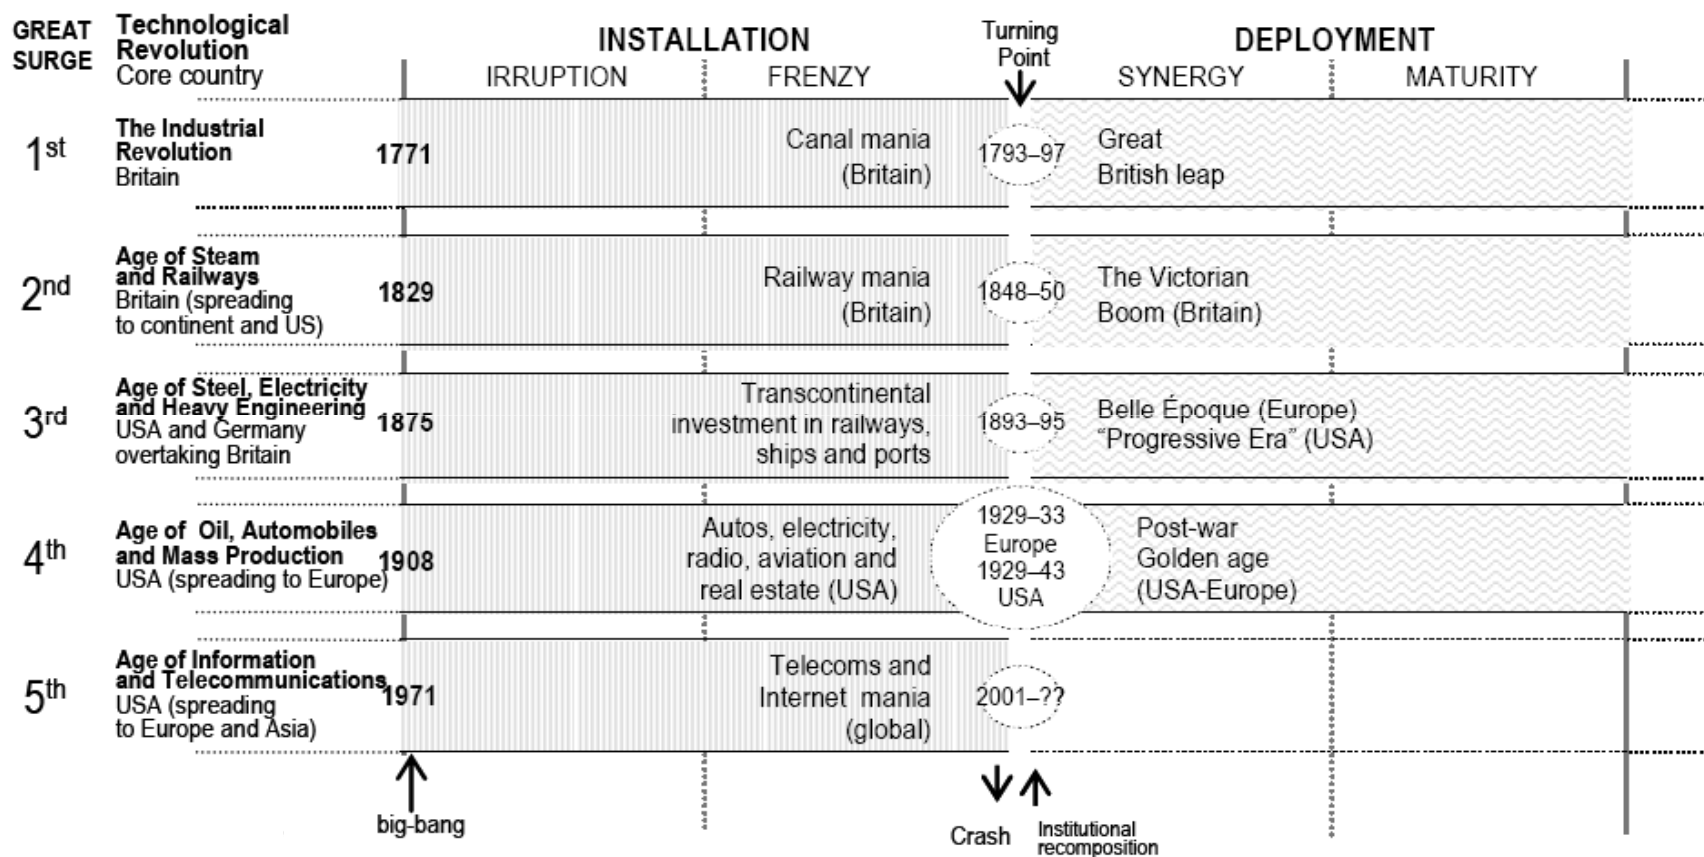 GREAT
SURGE
Technological
Revolution
Core country
INSTALLATION
IRRUPTION
FRENZY
Turning
Point
DEPLOYMENT
SYNERGY
MATURITY
1st
The Industrial
Revolution
Britain
1771
Canal mania
(Britain)
1793–97
Great
British leap
2nd
Age of Steam
and Railways
Britain (spreading
to continent and US)
1829
Railway mania
(Britain)
1848–50
The Victorian
Boom (Britain)
3rd
Age of Steel, Electricity
and Heavy Engineering
USA and Germany
overtaking Britain
1875
Transcontinental
investment in railways,
ships and ports
1893–95
Belle Époque (Europe)
“Progressive Era” (USA)
4th
Age of Oil, Automobiles
and Mass Production
USA (spreading to Europe)
1908
Autos, electricity,
radio, aviation and
real estate (USA)
1929–33
Europe
1929–43
USA
Post-war
Golden age
(USA-Europe)
5th
Age of Information
and Telecommunications
USA (spreading
to Europe and Asia)
1971
Telecoms and
Internet mania
(global)
2001–??
big-bang
Crash
Institutional
recomposition